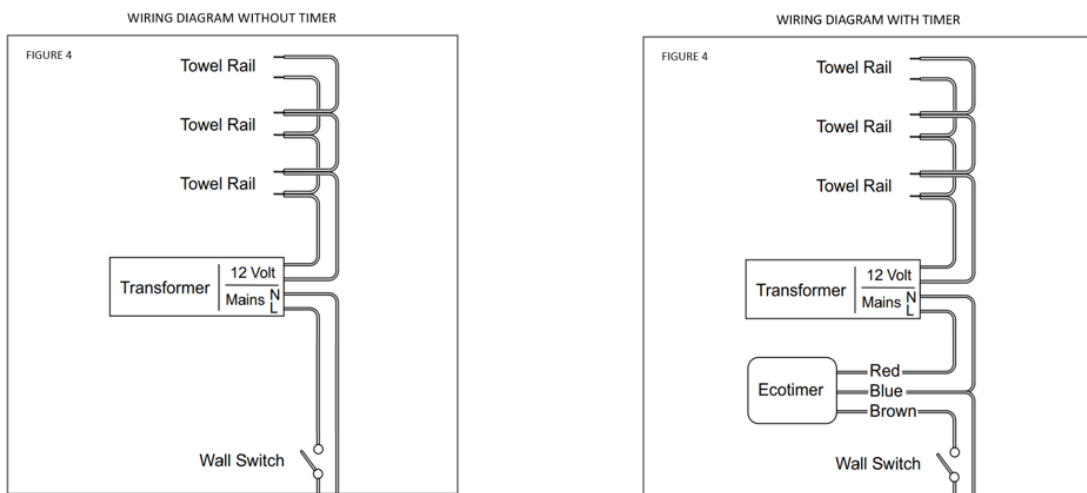 WIRING DIAGRAM WITHOUT TIMER
FIGURE 4
Towel Rail
Towel Rail
Towel Rail
Transformer
12 Volt
Mains N
L
Wall Switch
WIRING DIAGRAM WITH TIMER
FIGURE 4
Towel Rail
Towel Rail
Towel Rail
Transformer
12 Volt
Mains N
L
Ecotimer
Red
Blue
Brown
Wall Switch